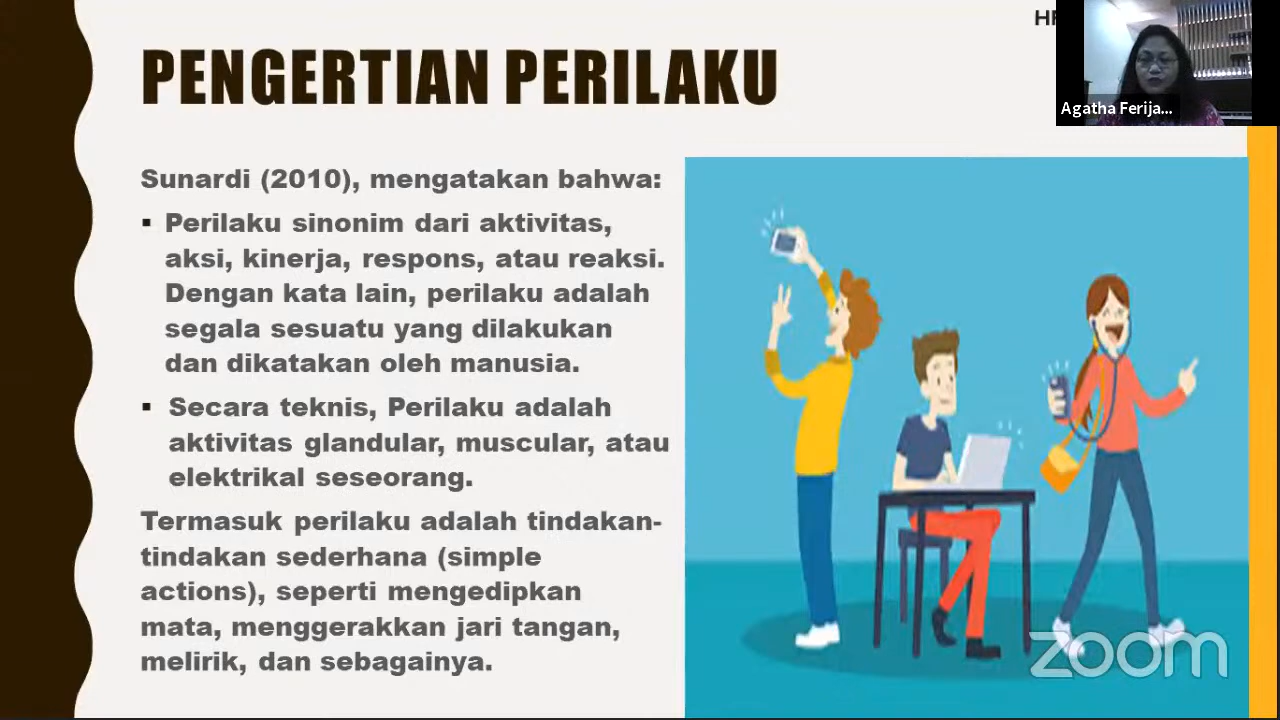 PENGERTIAN PERILAKU
Agatha Ferija...
Sunardi (2010), mengatakan bahwa:
▪ Perilaku sinonim dari aktivitas,
aksi, kinerja, respons, atau reaksi.
Dengan kata lain, perilaku adalah
segala sesuatu yang dilakukan
dan dikatakan oleh manusia.
▪ Secara teknis, Perilaku adalah
aktivitas glandular, muscular, atau
elektrikal seseorang.
Termasuk perilaku adalah tindakan-
tindakan sederhana (simple
actions), seperti mengedipkan
mata, menggerakkan jari tangan,
melirik, dan sebagainya.
zoom